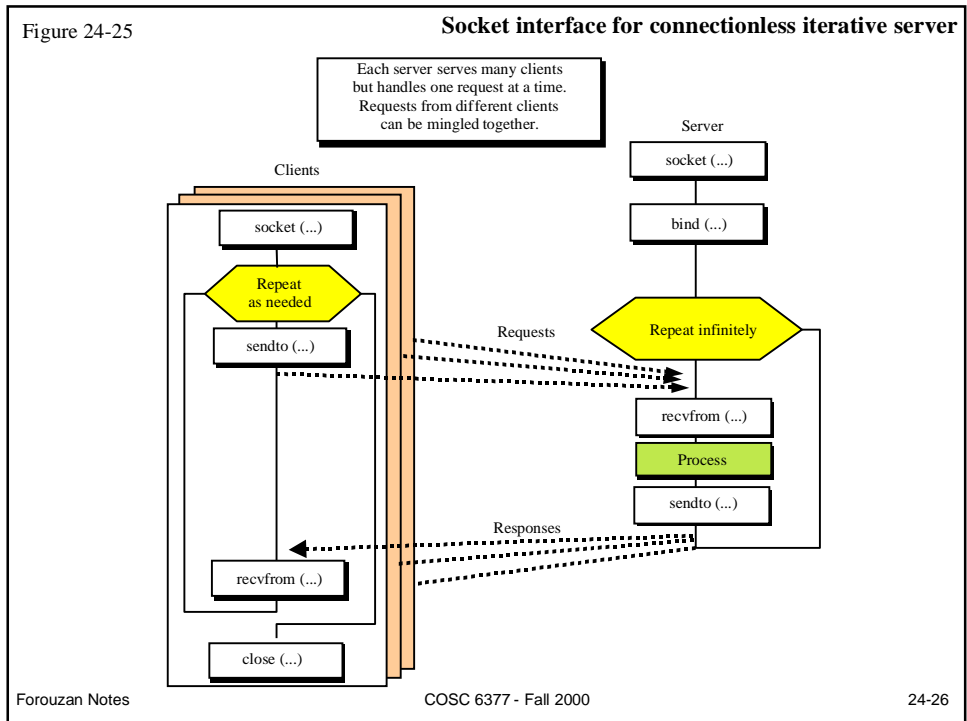 Figure 24-25
Socket interface for connectionless iterative server
Each server serves many clients
but handles one request at a time.
Requests from different clients
can be mingled together.
Clients
socket (...)
Repeat
as needed
sendto (...)
recvfrom (...)
close (...)
Requests
Responses
Server
socket (...)
bind (...)
Repeat infinitely
recvfrom (...)
Process
sendto (...)
Forouzan Notes
COSC 6377 - Fall 2000
24-26